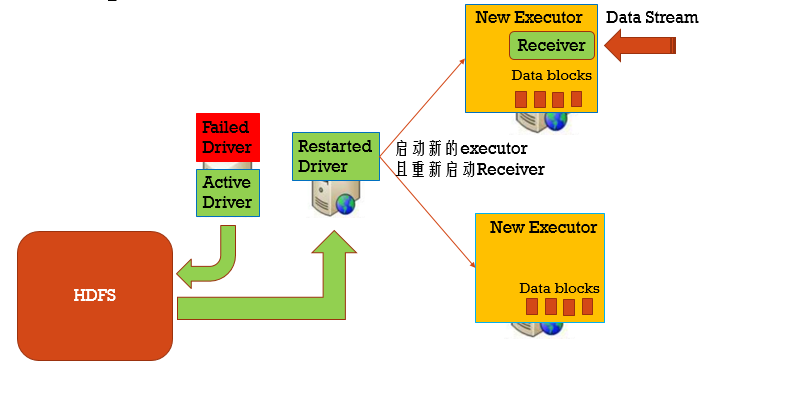 New Executor
Data Stream
Receiver
Data blocks
Failed
Driver
Active
Driver
Restarted
Driver
启动新的executor
且重新启动Receiver
New Executor
Data blocks
HDFS